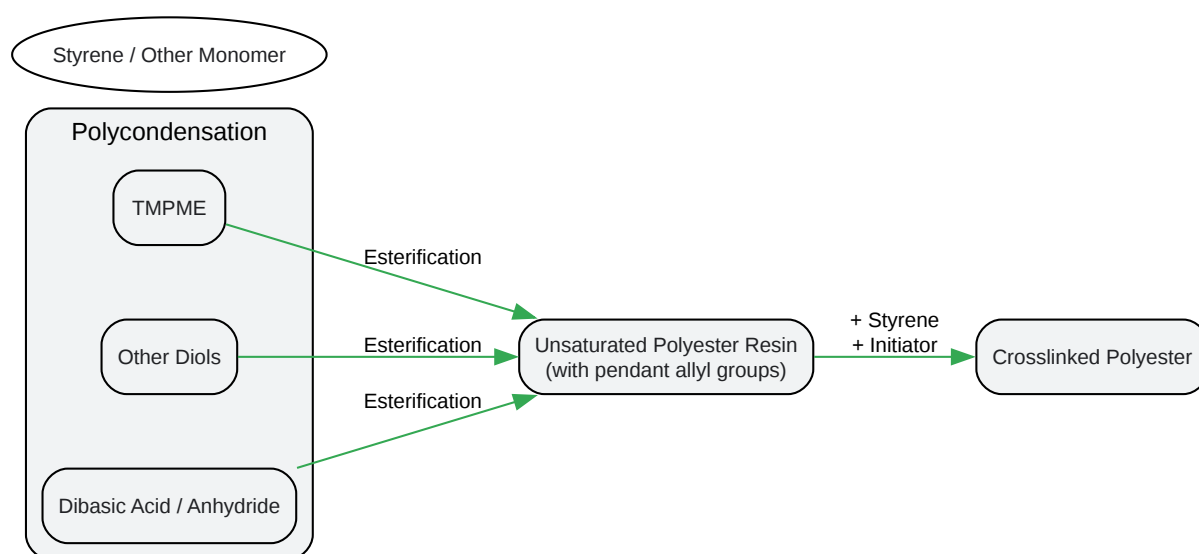 Styrene / Other Monomer
Polycondensation
TMPME
Esterification
Other Diols
Esterification
Unsaturated Polyester Resin
(with pendant allyl groups)
+ Styrene
+ Initiator
Crosslinked Polyester
Esterification
Dibasic Acid / Anhydride